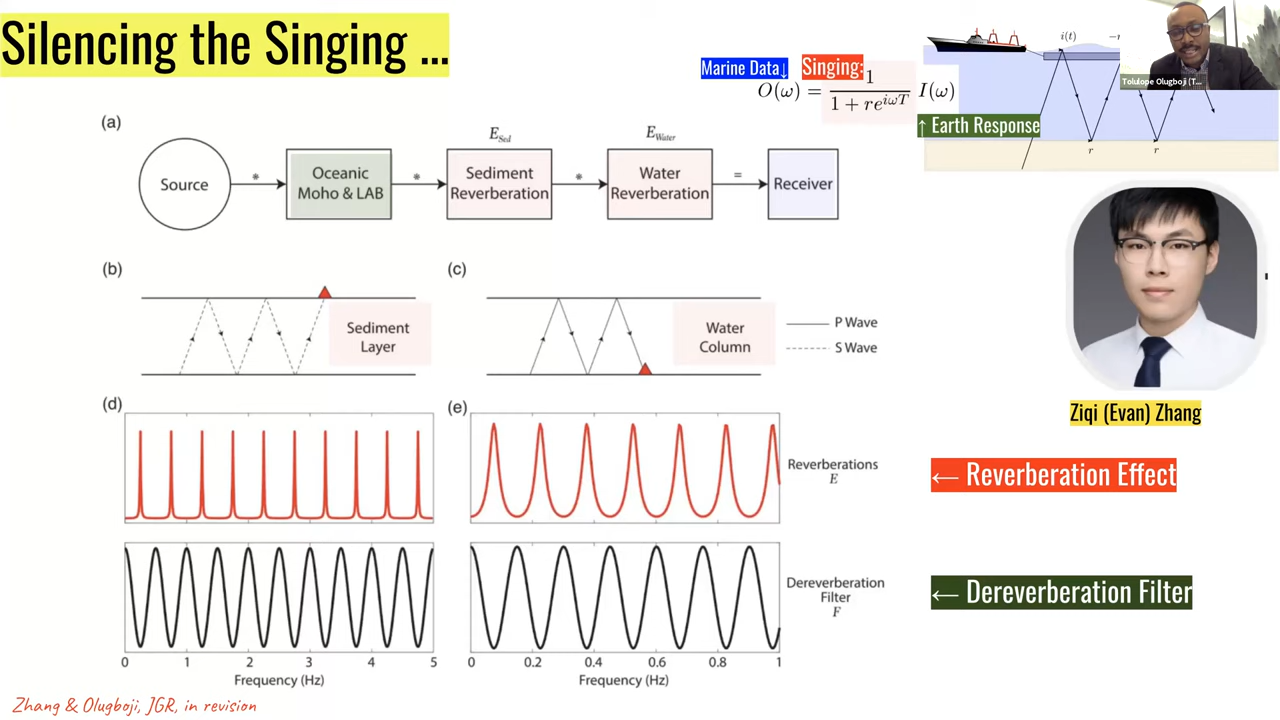 Silencing the Singing ...
Marine Data↓ Singing:
O(ω) = 1 / (1 + re^{iωT}) I(ω)
↑ Earth Response
i(t)
r r
Tolulope Olugboji (T...
(a)
E_Sed E_Water
Source * Oceanic Moho & LAB * Sediment Reverberation * Water Reverberation = Receiver
(b) (c)
Sediment Layer
Water Column
P Wave
S Wave
Ziqi (Evan) Zhang
(d) (e)
Reverberations
E
← Reverberation Effect
Dereverberation
Filter
F
← Dereverberation Filter
0 1 2 3 4 5
0 0.2 0.4 0.6 0.8 1
Frequency (Hz) Frequency (Hz)
Zhang & Olugboji, JGR, in revision